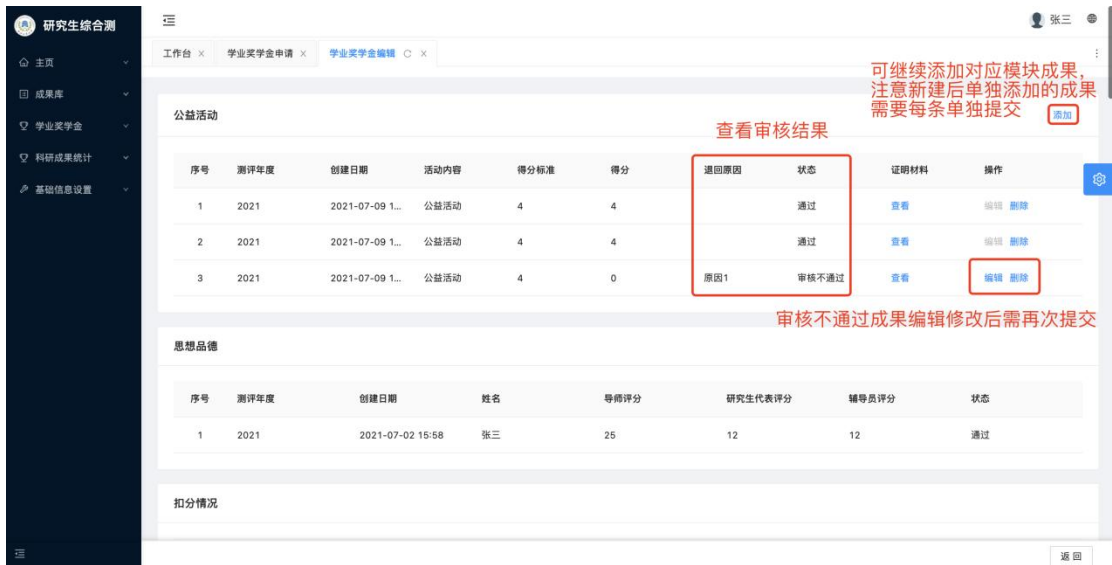 研究生综合测
张三
主页
成果库
学业奖学金
科研成果统计
基础信息设置
工作台 × 学业奖学金申请 × 学业奖学金编辑 ×
可继续添加对应模块成果，
注意新建后单独添加的成果
需要每条单独提交
公益活动
添加
查看审核结果
序号 测评年度 创建日期 活动内容 得分标准 得分 退回原因 状态 证明材料 操作
1 2021 2021-07-09 1... 公益活动 4 4 通过 查看 编辑 删除
2 2021 2021-07-09 1... 公益活动 4 4 通过 查看 编辑 删除
3 2021 2021-07-09 1... 公益活动 4 0 原因1 审核不通过 查看 编辑 删除
审核不通过成果编辑修改后需再次提交
思想品德
序号 测评年度 创建日期 姓名 导师评分 研究生代表评分 辅导员评分 状态
1 2021 2021-07-02 15:58 张三 25 12 12 通过
扣分情况
返 回